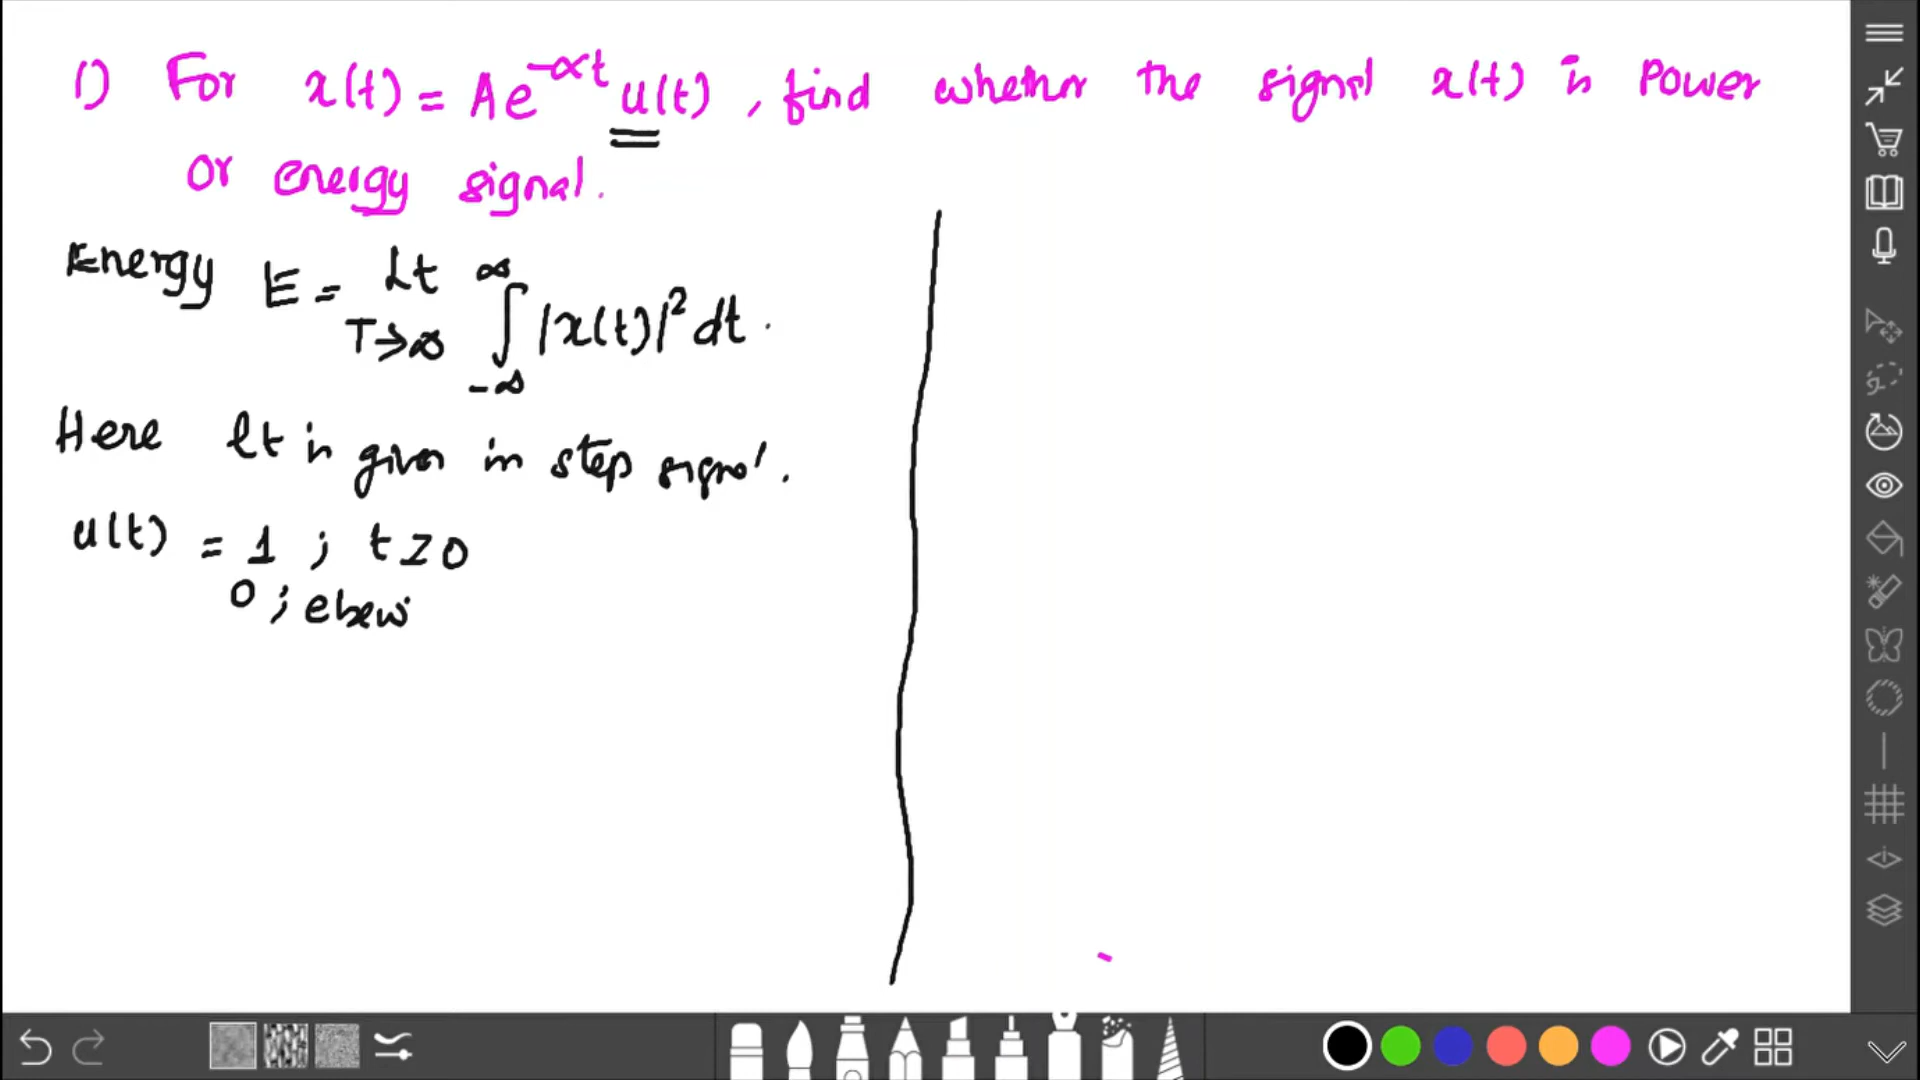 1) For x(t) = Ae^{-αt} u(t), find whether the signal x(t) is Power
or energy signal.
Energy E = Lt T→∞ ∫_{-∞}^{∞} |x(t)|² dt.
Here lt is given in step signal.
u(t) = 1 ; t ≥ 0
0 ; elsewi